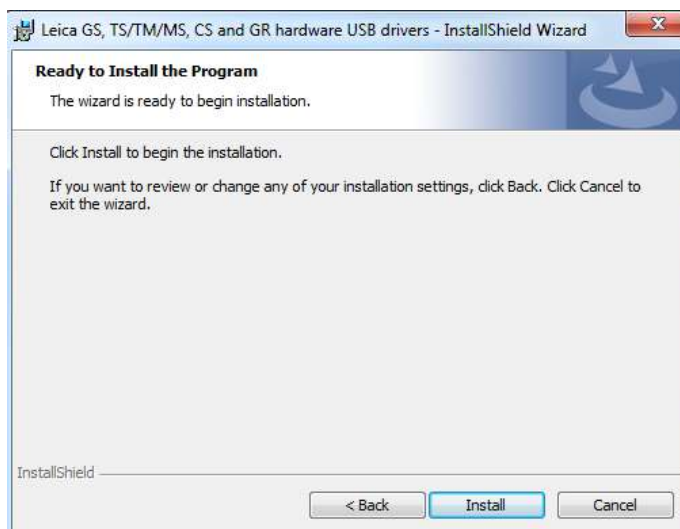 Leica GS, TS/TM/MS, CS and GR hardware USB drivers - InstallShield Wizard
Ready to Install the Program
The wizard is ready to begin installation.
Click Install to begin the installation.
If you want to review or change any of your installation settings, click Back. Click Cancel to
exit the wizard.
InstallShield
< Back Install Cancel